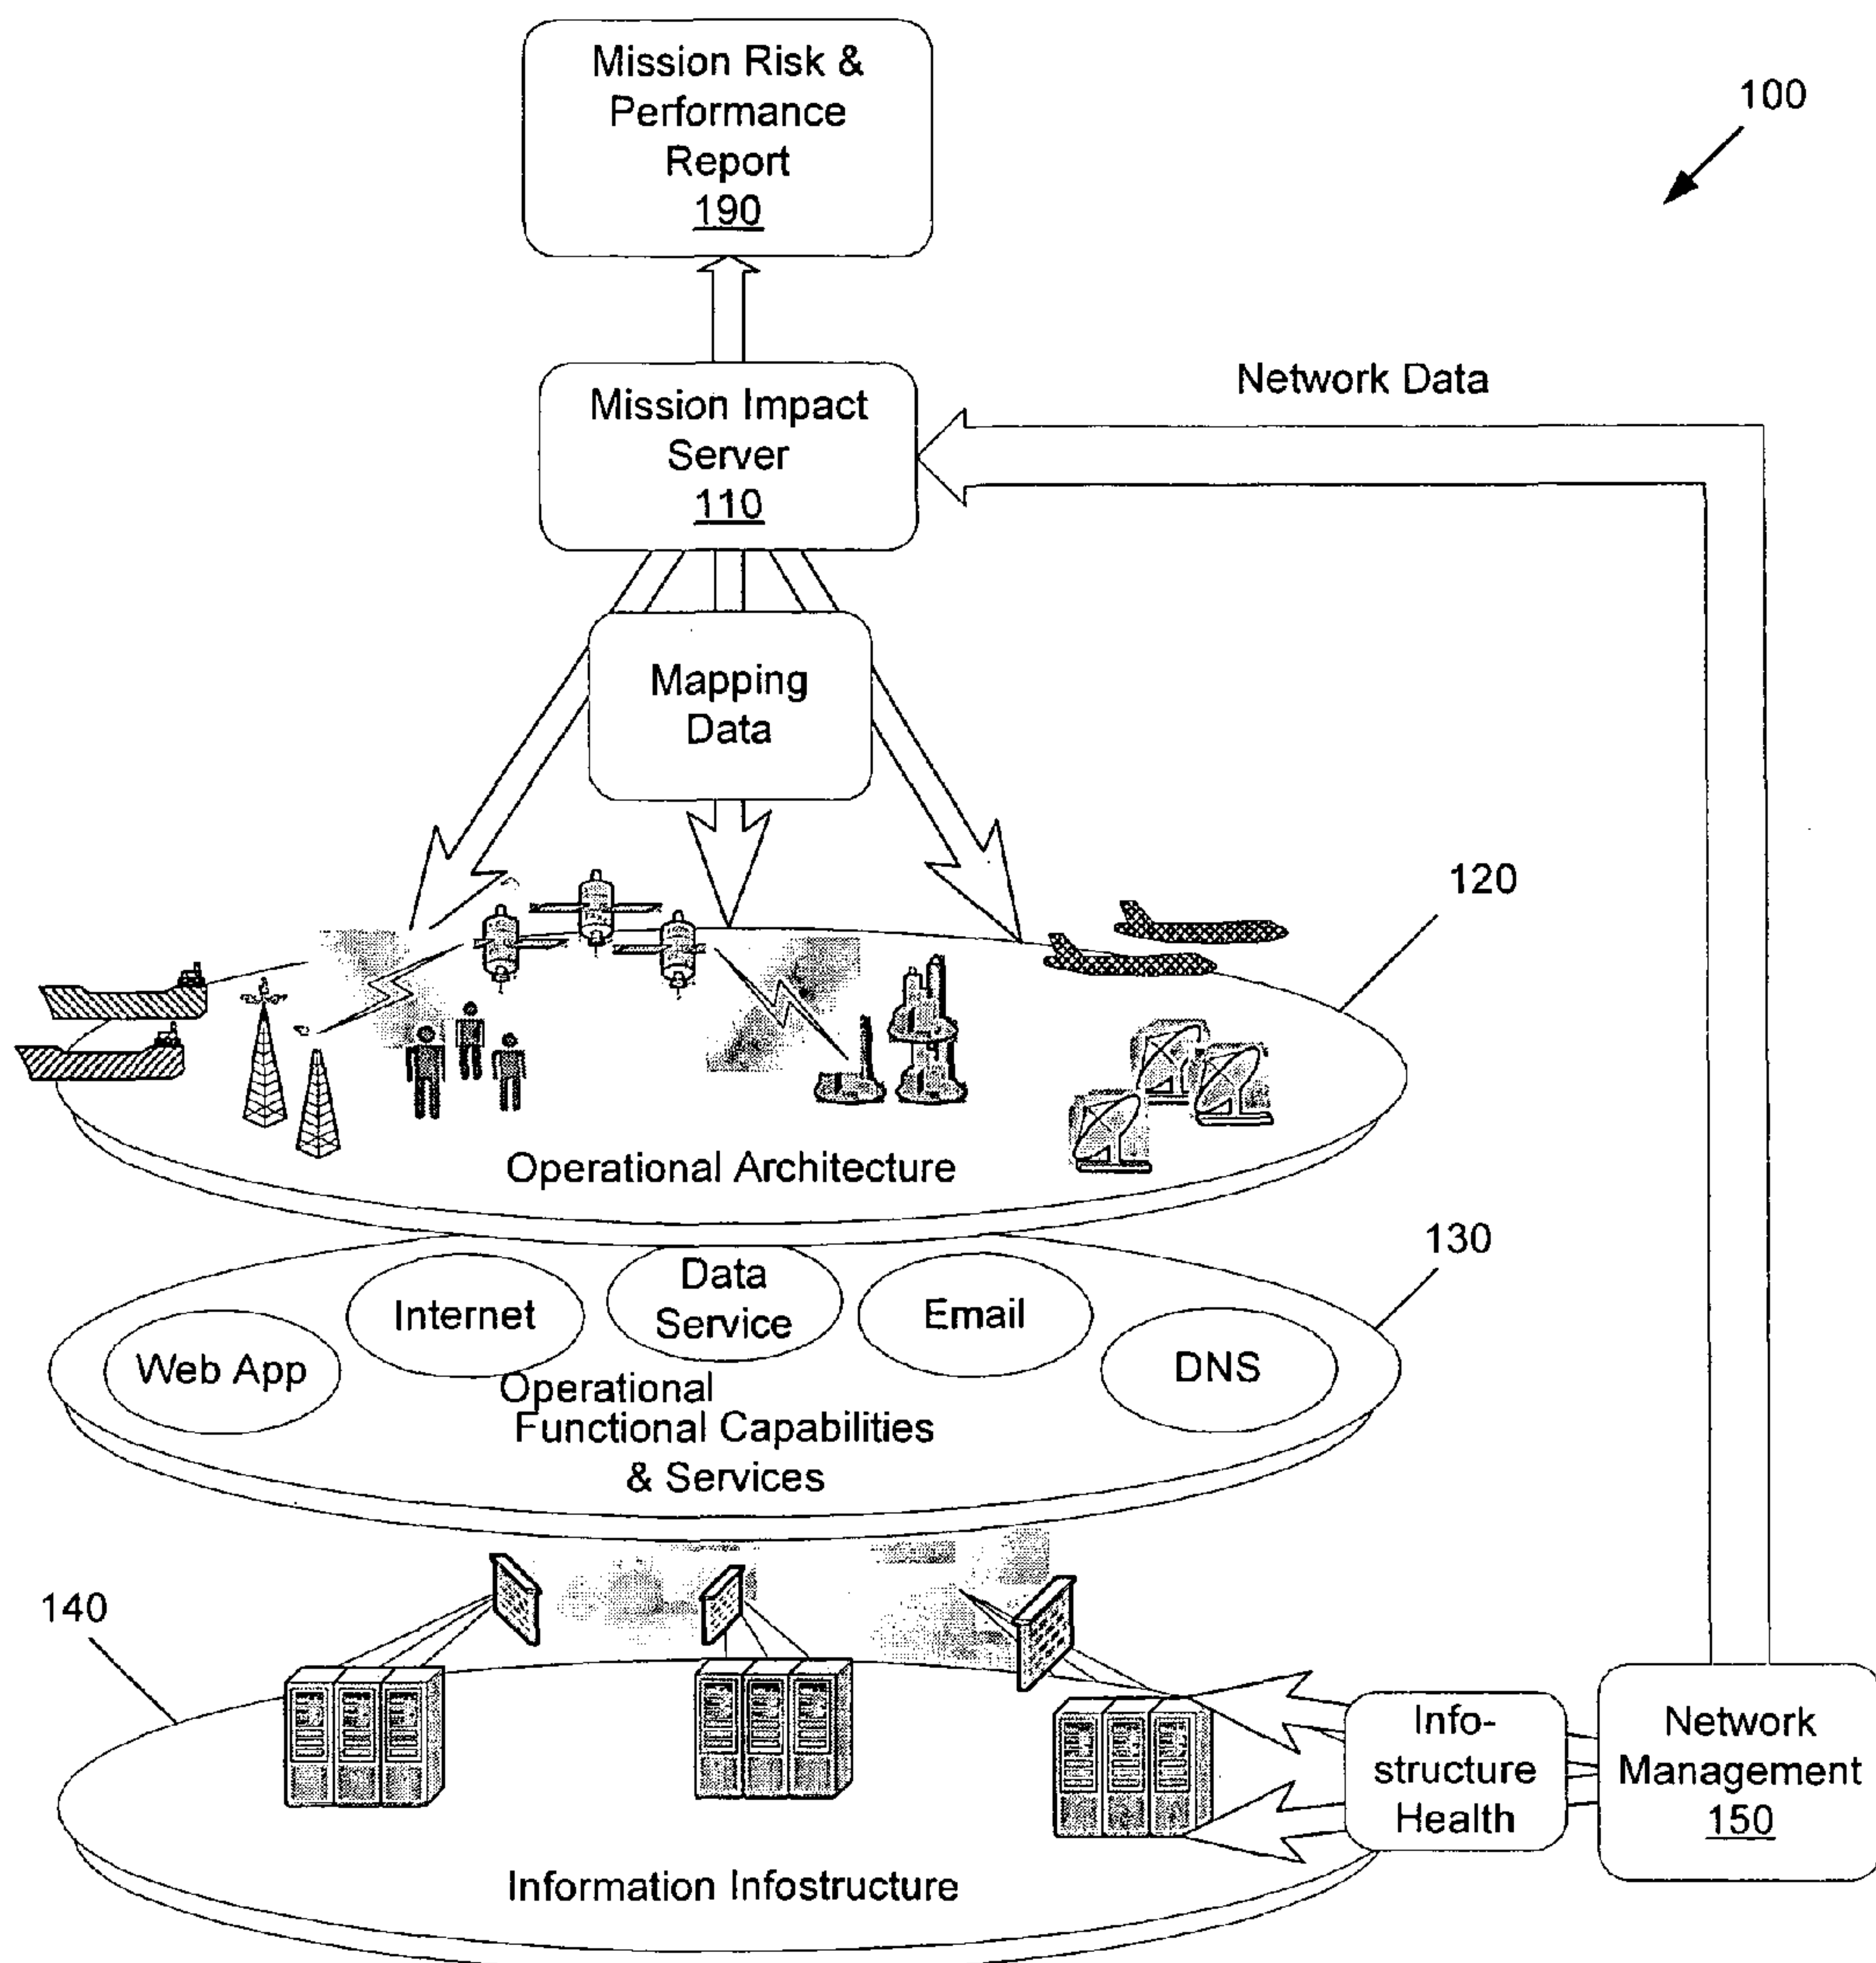 Mission Risk &
Performance
Report
190
100
Mission Impact
Server
110
Network Data
Mapping
Data
120
Operational Architecture
130
Web App
Internet
Data
Service
Email
DNS
Operational
Functional Capabilities
& Services
140
Info-
structure
Health
Network
Management
150
Information Infostructure